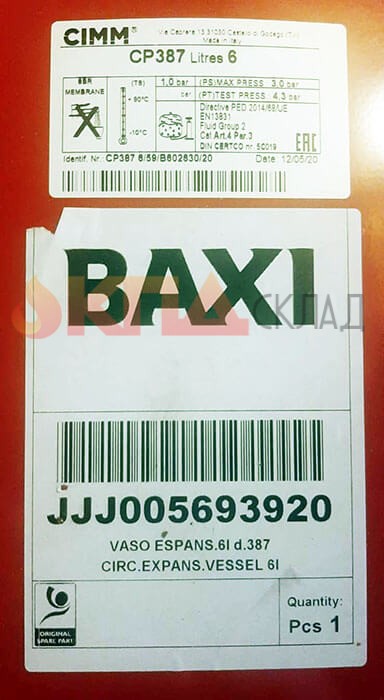 CIMM®
Via Caprera 13 31030 Castello di Godego (Tv)
Made in Italy
CP387 Litres 6
SBR
MEMBRANE
(TS)
+ 90°C
-10°C
1,0 bar
bar
(PS)MAX PRESS 3,0
(PT)TEST PRESS 4,3
Directive PED 2014/68/UE
EN13831
Fluid Group 2
Cat.Art.4 Par.3
DIN CERTCO nr. 5C019
EAC
Identif. Nr.: CP387 6/59/B602630/20
Date: 12/05/20
BAXI
КПД СКЛАД
JJJ005693920
VASO ESPANS.6l d.387
CIRC.EXPANS.VESSEL 6l
ORIGINAL
SPARE PART
Quantity:
Pcs 1